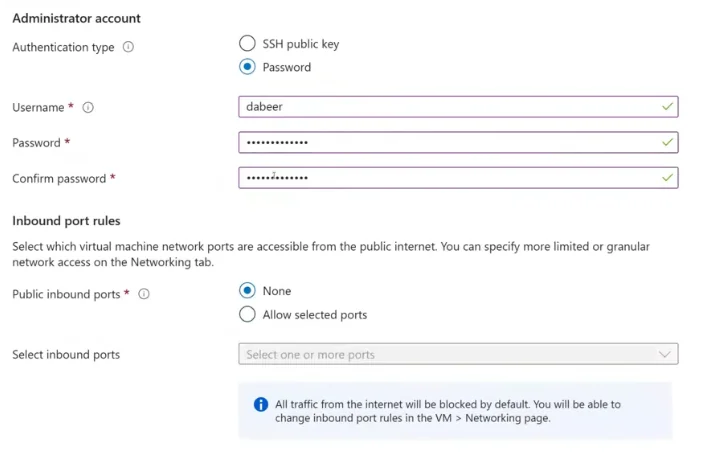 Administrator account
Authentication type
SSH public key
Password
Username *
dabeer
Password *
•••••••••••••
Confirm password *
•••••••••••••
Inbound port rules
Select which virtual machine network ports are accessible from the public internet. You can specify more limited or granular
network access on the Networking tab.
Public inbound ports *
None
Allow selected ports
Select inbound ports
Select one or more ports
All traffic from the internet will be blocked by default. You will be able to
change inbound port rules in the VM > Networking page.